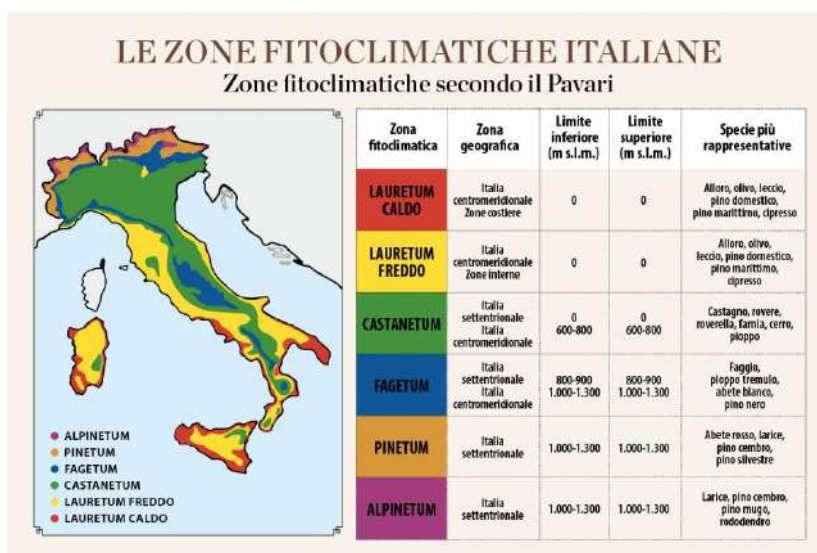 LE ZONE FITOCLIMATICHE ITALIANE
Zone fitoclimatiche secondo il Pavari
ALPINETUM
PINETUM
FAGETUM
CASTANETUM
LAURETUM FREDDO
LAURETUM CALDO
Zona
fitoclimatica
Zona
geografica
Limite
inferiore
(m s.l.m.)
Limite
superiore
(m s.l.m.)
Specie più
rappresentative
LAURETUM
CALDO
Italia
centromeridionale
Zone costiere
0
0
Alloro, olivo, leccio,
pino domestico,
pino marittimo, cipresso
LAURETUM
FREDDO
Italia
centromeridionale
Zone interne
0
0
Alloro, olivo,
leccio, pino domestico,
pino marittimo,
cipresso
CASTANETUM
Italia
settentrionale
Italia
centromeridionale
0
600-800
0
600-800
Castagno, rovere,
roverella, farnia, cerro,
pioppo
FAGETUM
Italia
settentrionale
Italia
centromeridionale
800-900
1.000-1.300
800-900
1.000-1.300
Faggio,
pioppo tremulo,
abete bianco,
pino nero
PINETUM
Italia
settentrionale
1.000-1.300
1.000-1.300
Abete rosso, larice,
pino cembro,
pino silvestre
ALPINETUM
Italia
settentrionale
1.000-1.300
1.000-1.300
Larice, pino cembro,
pino mugo,
rododendro